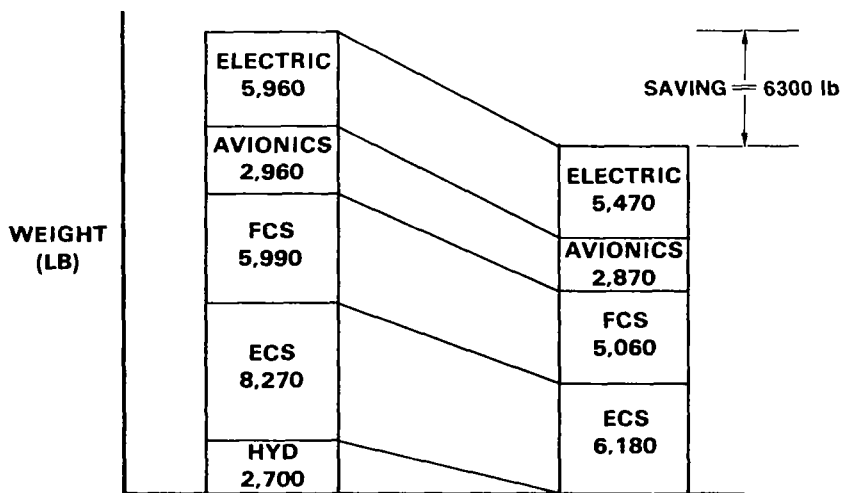 WEIGHT
(LB)
ELECTRIC
5,960
AVIONICS
2,960
FCS
5,990
ECS
8,270
HYD
2,700
ELECTRIC
5,470
AVIONICS
2,870
FCS
5,060
ECS
6,180
SAVING = 6300 lb